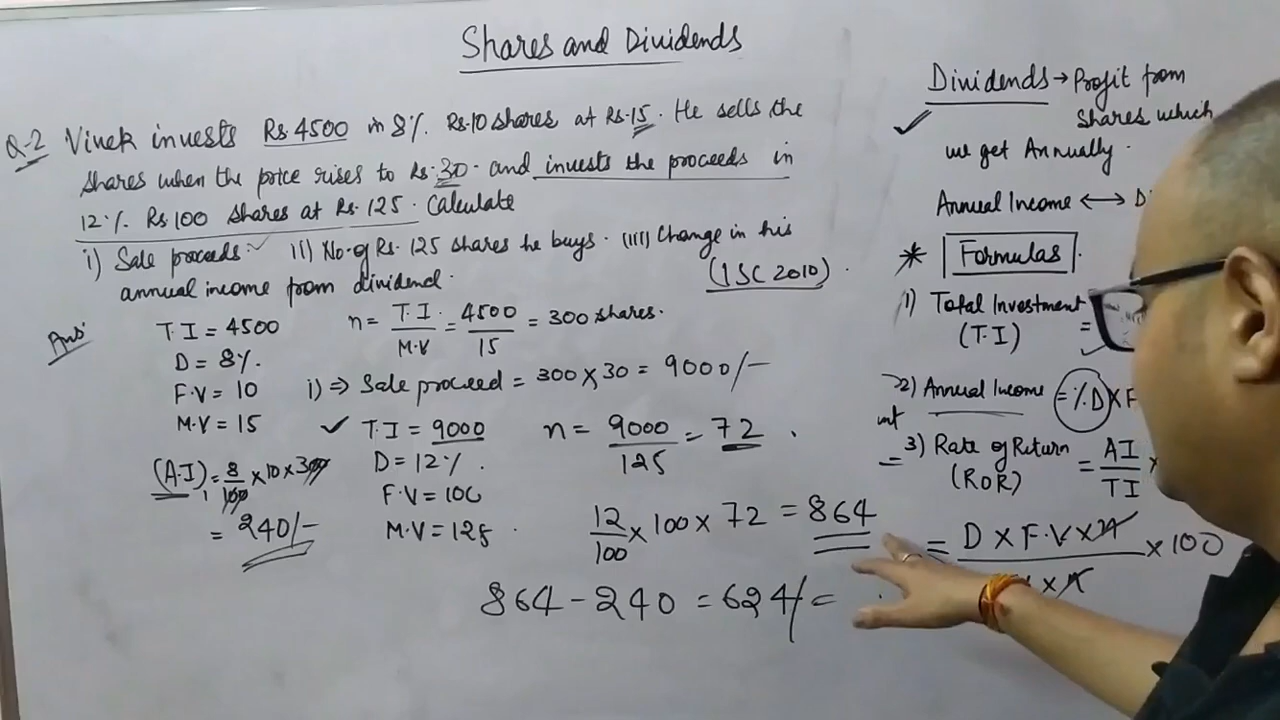 Shares and Dividends
Q-2 Vivek invests Rs.4500 in 8%. Rs.10 shares at Rs.15. He sells the
shares when the price rises to Rs.30. and invests the proceeds in
12%. Rs 100 shares at Rs.125. Calculate
i) Sale proceeds. ii) No. of Rs. 125 shares he buys. (iii) Change in his
annual income from dividend.
(ISC 2010).
Ans
T.I = 4500
D = 8%.
F.V = 10
M.V = 15
(A.I) = 8/100 × 10 × 300
= 240/-
n = T.I./M.V = 4500/15 = 300 shares.
i) ⇒ Sale proceed = 300 × 30 = 9000/-
✓ T.I = 9000
D = 12%.
F.V = 100
M.V = 125.
n = 9000/125 = 72.
12/100 × 100 × 72 = 864
864 - 240 = 624/=
Dividends → Profit from
✓ shares which
we get Annually.
Annual Income ↔ D
* Formulas
1) Total Investment
(T.I) =
2) Annual Income = %D × F
3) Rate of Return
(ROR) = AI/TI ×
= D × F.V × n × 100
× n